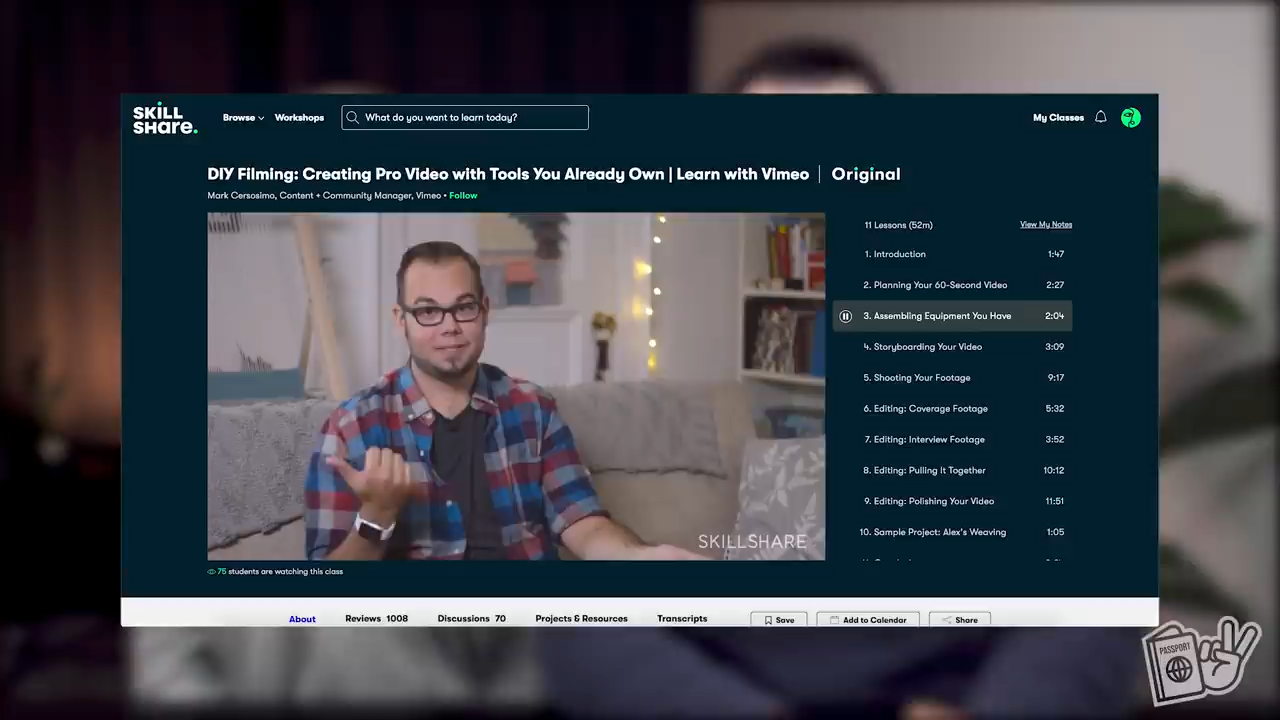 SKILL
SHARE.
Browse
Workshops
What do you want to learn today?
My Classes
DIY Filming: Creating Pro Video with Tools You Already Own | Learn with Vimeo
Original
Mark Cersosimo, Content + Community Manager, Vimeo • Follow
11 Lessons (52m)
View My Notes
1. Introduction 1:47
2. Planning Your 60-Second Video 2:27
3. Assembling Equipment You Have 2:04
4. Storyboarding Your Video 3:09
5. Shooting Your Footage 9:17
6. Editing: Coverage Footage 5:32
7. Editing: Interview Footage 3:52
8. Editing: Pulling It Together 10:12
9. Editing: Polishing Your Video 11:51
10. Sample Project: Alex's Weaving 1:05
SKILLSHARE
75 students are watching this class
About
Reviews 1008
Discussions 70
Projects & Resources
Transcripts
Save
Add to Calendar
Share
PASSPORT